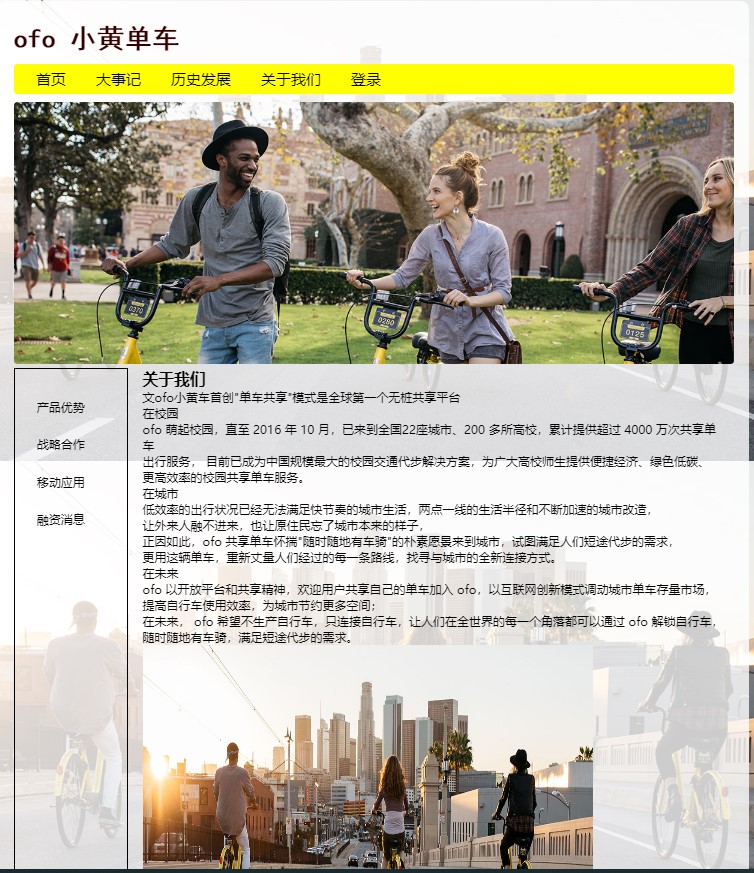 ofo 小黄单车
首页 大事记 历史发展 关于我们 登录
0370
0280
0125
产品优势
战略合作
移动应用
融资消息
关于我们
文ofo小黄车首创"单车共享"模式是全球第一个无桩共享平台
在校园
ofo 萌起校园，直至 2016 年 10 月，已来到全国22座城市、200 多所高校，累计提供超过 4000 万次共享单
车
出行服务， 目前已成为中国规模最大的校园交通代步解决方案，为广大高校师生提供便捷经济、绿色低碳、
更高效率的校园共享单车服务。
在城市
低效率的出行状况已经无法满足快节奏的城市生活，两点一线的生活半径和不断加速的城市改造，
让外来人融不进来，也让原住民忘了城市本来的样子，
正因如此，ofo 共享单车怀揣"随时随地有车骑"的朴素愿景来到城市，试图满足人们短途代步的需求，
更用这辆单车，重新丈量人们经过的每一条路线，找寻与城市的全新连接方式。
在未来
ofo 以开放平台和共享精神，欢迎用户共享自己的单车加入 ofo，以互联网创新模式调动城市单车存量市场，
提高自行车使用效率，为城市节约更多空间；
在未来， ofo 希望不生产自行车，只连接自行车，让人们在全世界的每一个角落都可以通过 ofo 解锁自行车，
随时随地有车骑，满足短途代步的需求。